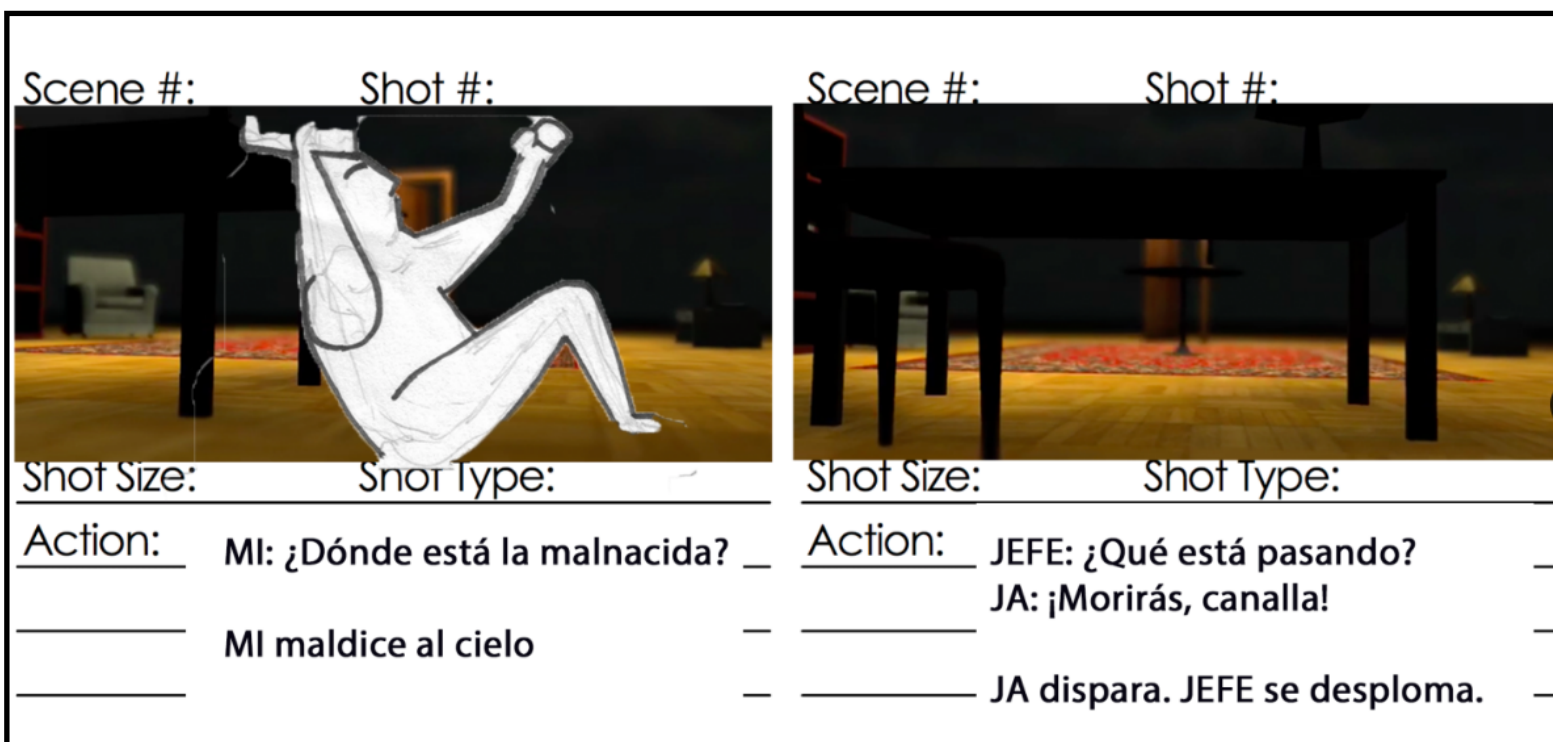 Scene #: Shot #:
Shot Size: Shot Type:
Action: MI: ¿Dónde está la malnacida?
MI maldice al cielo
Scene #: Shot #:
Shot Size: Shot Type:
Action: JEFE: ¿Qué está pasando?
JA: ¡Morirás, canalla!
JA dispara. JEFE se desploma.